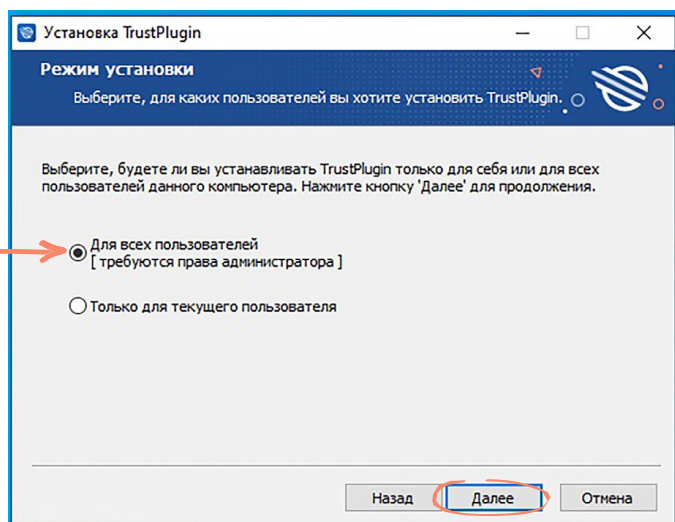 Установка TrustPlugin
Режим установки
Выберите, для каких пользователей вы хотите установить TrustPlugin.
Выберите, будете ли вы устанавливать TrustPlugin только для себя или для всех
пользователей данного компьютера. Нажмите кнопку 'Далее' для продолжения.
Для всех пользователей
[ требуются права администратора ]
Только для текущего пользователя
Назад
Далее
Отмена